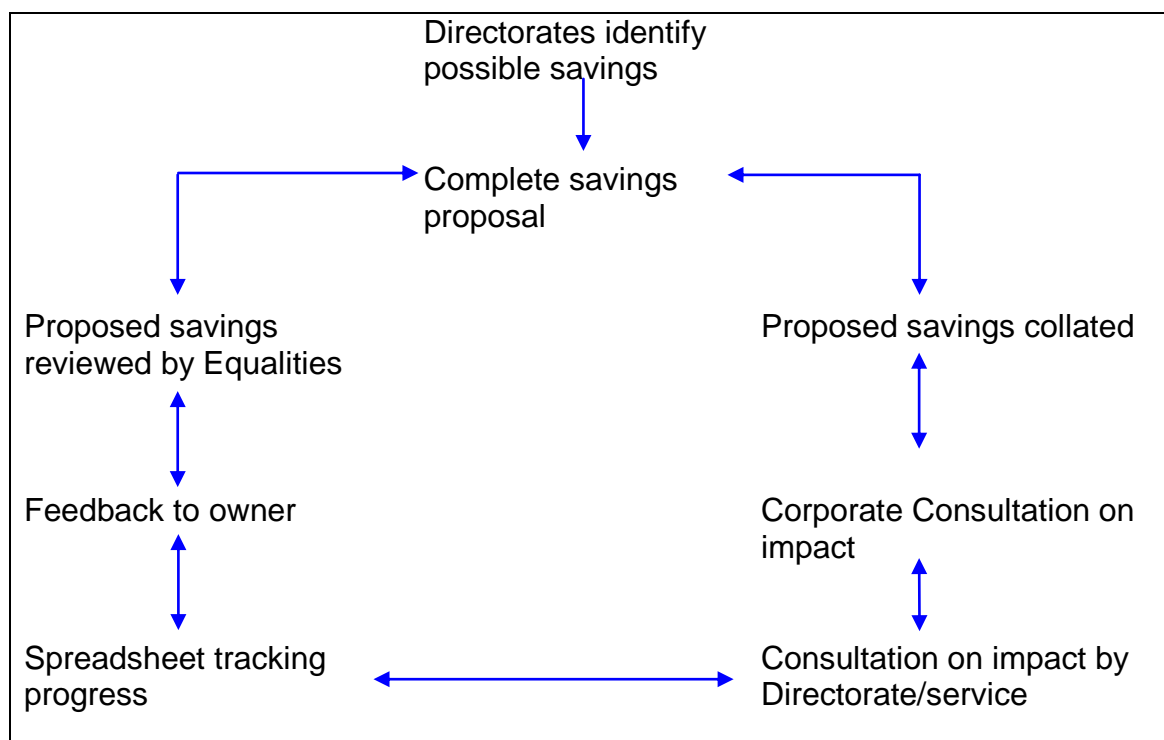 Directorates identify
possible savings
Complete savings
proposal
Proposed savings
reviewed by Equalities
Proposed savings collated
Feedback to owner
Corporate Consultation on
impact
Spreadsheet tracking
progress
Consultation on impact by
Directorate/service